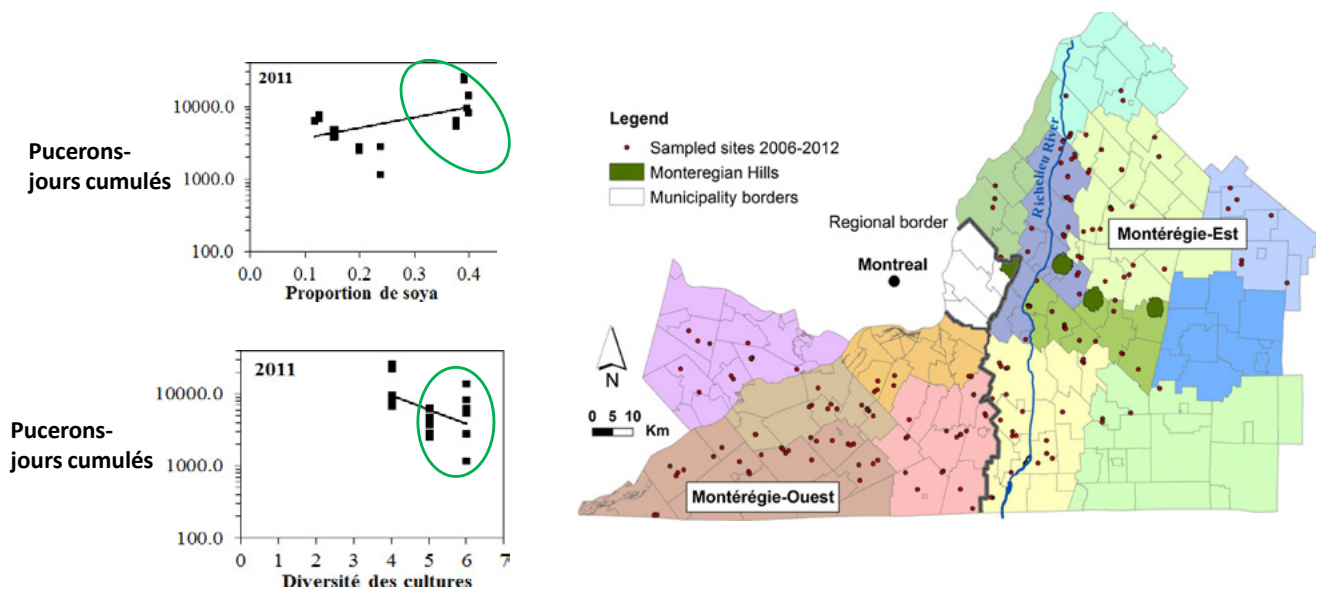 2011
10000.0
1000.0
100.0
0.0 0.1 0.2 0.3 0.4
Proportion de soya
Pucerons-
jours cumulés
2011
10000.0
1000.0
100.0
0 1 2 3 4 5 6 7
Diversité des cultures
Pucerons-
jours cumulés
Legend
Sampled sites 2006-2012
Monteregian Hills
Municipality borders
Regional border
Montreal
Richelieu River
Montérégie-Est
N
0 5 10
Km
Montérégie-Ouest